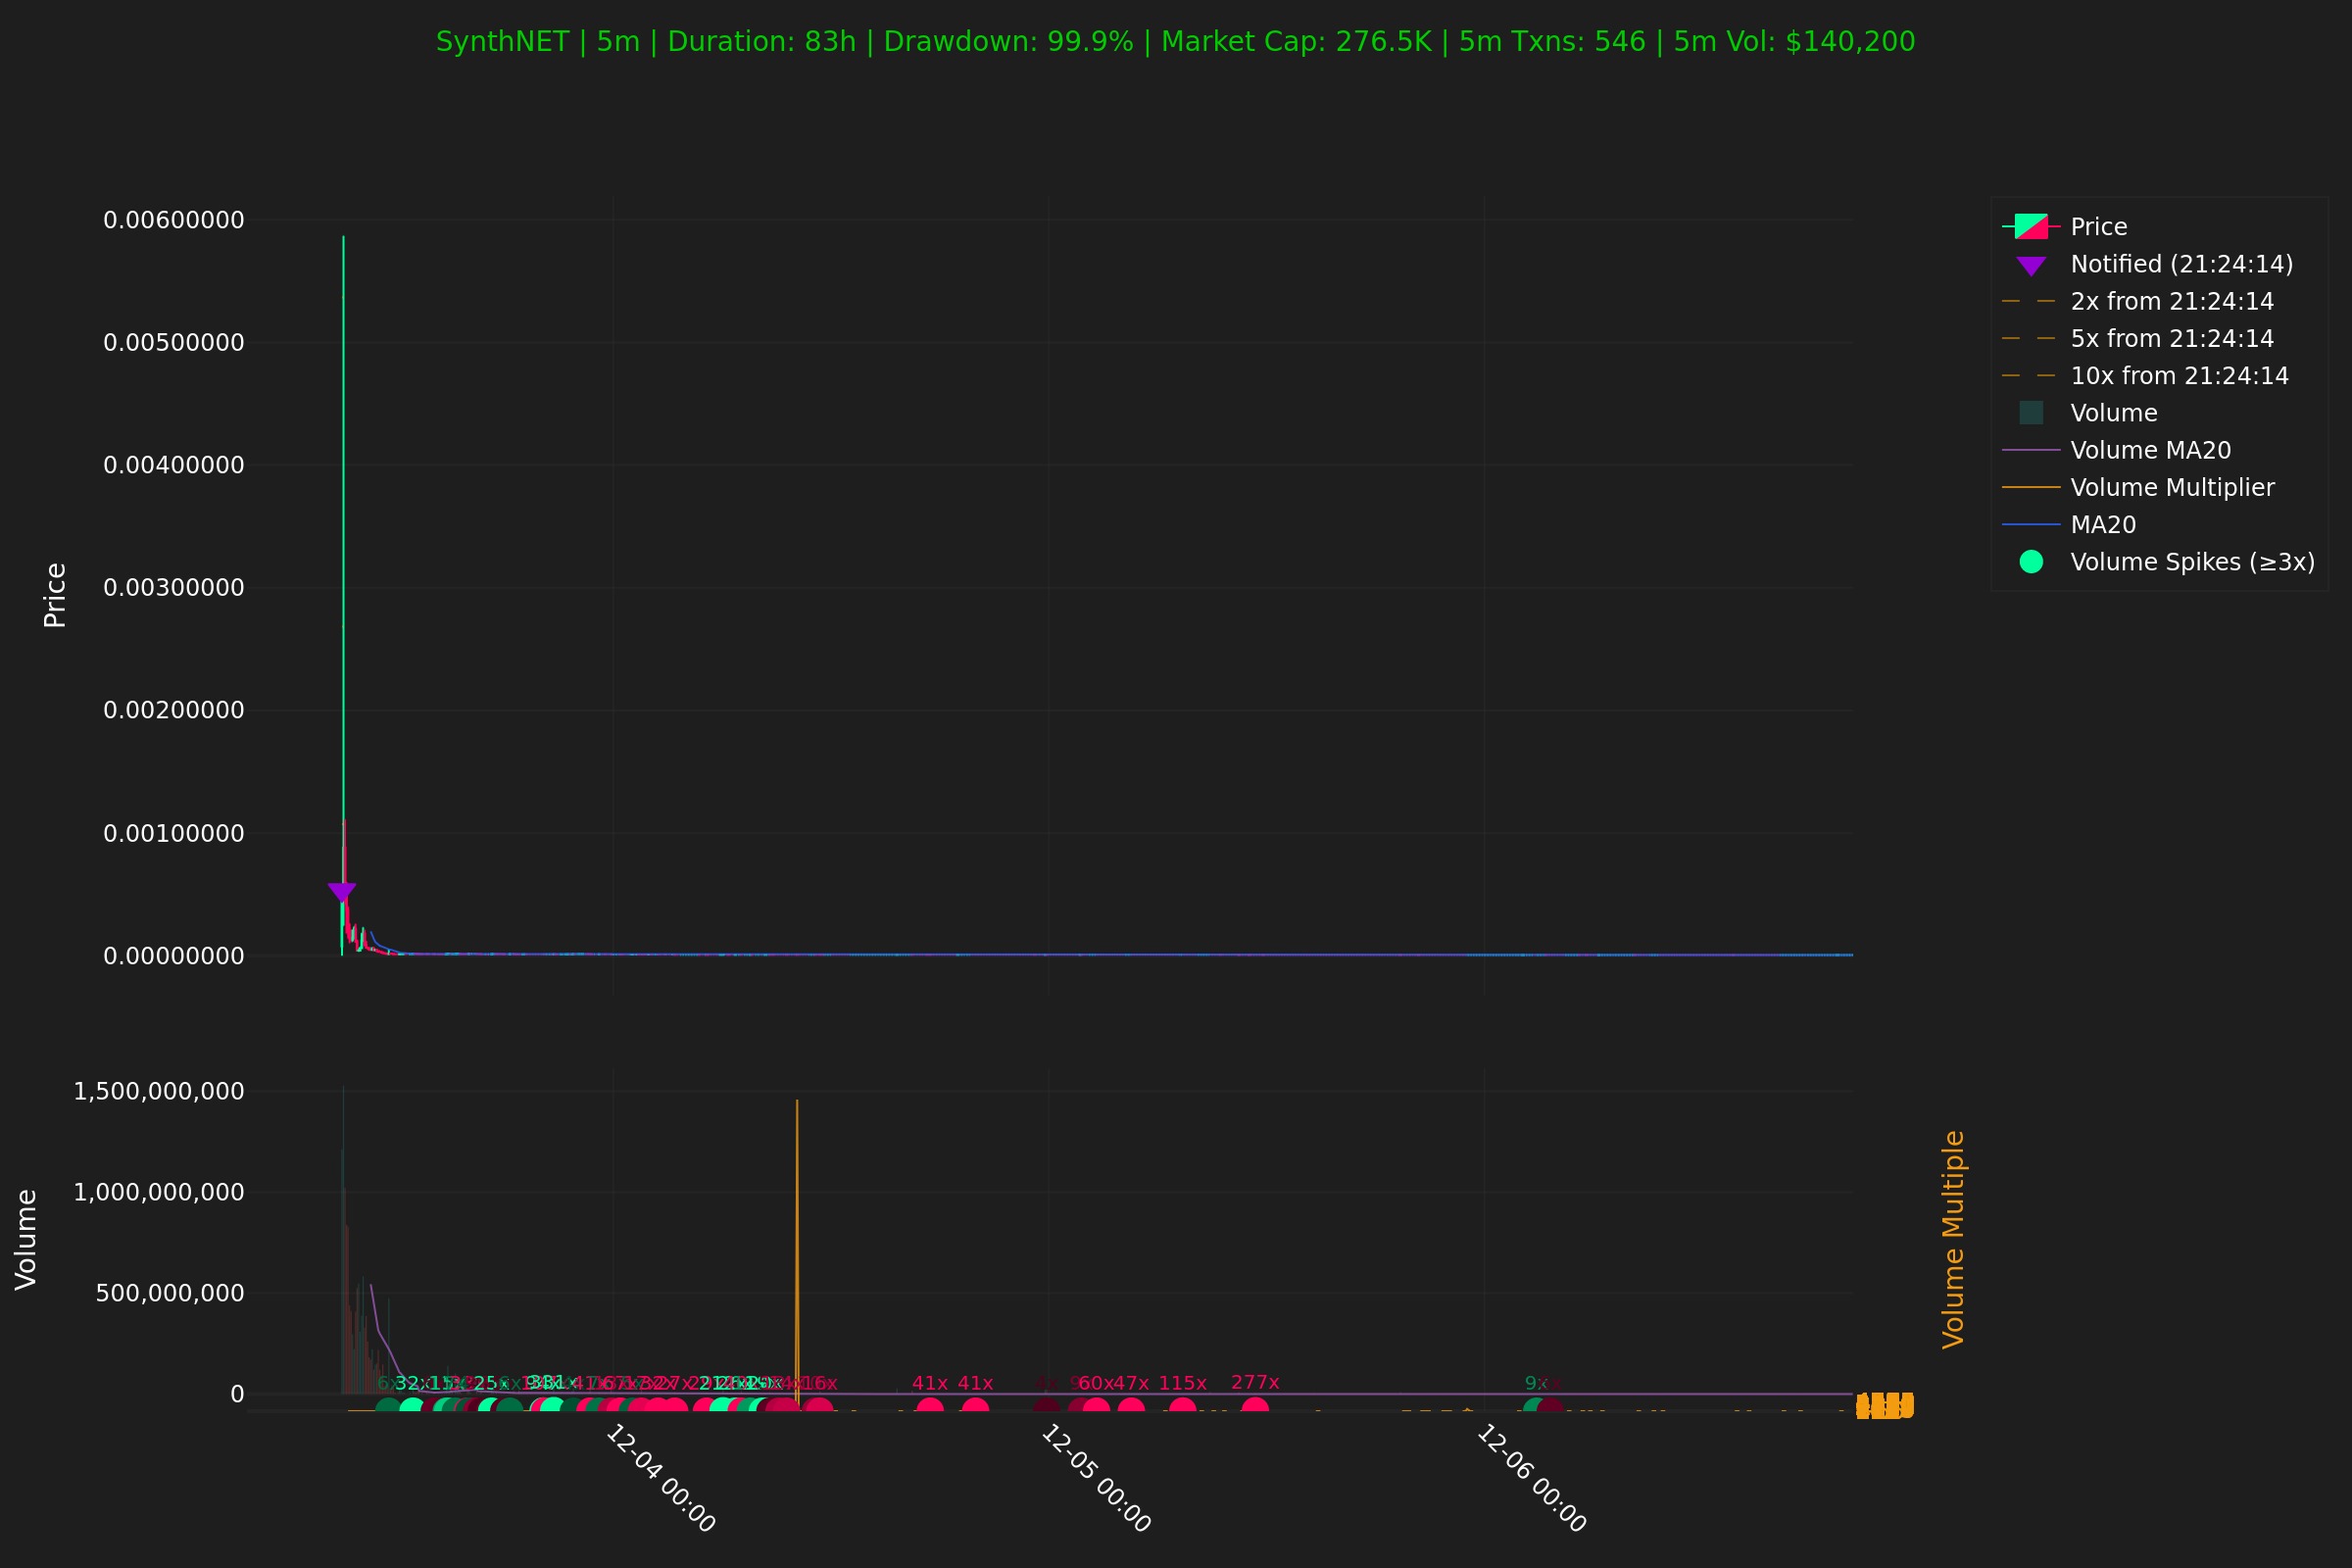 SynthNET | 5m | Duration: 83h | Drawdown: 99.9% | Market Cap: 276.5K | 5m Txns: 546 | 5m Vol: $140,200
Price
0.00600000
0.00500000
0.00400000
0.00300000
0.00200000
0.00100000
0.00000000
Price
Notified (21:24:14)
2x from 21:24:14
5x from 21:24:14
10x from 21:24:14
Volume
Volume MA20
Volume Multiplier
MA20
Volume Spikes (≥3x)
Volume
1,500,000,000
1,000,000,000
500,000,000
0
32x
25x
27x
16x
41x
41x
60x
47x
115x
277x
9x
Volume Multiple
12-04 00:00
12-05 00:00
12-06 00:00